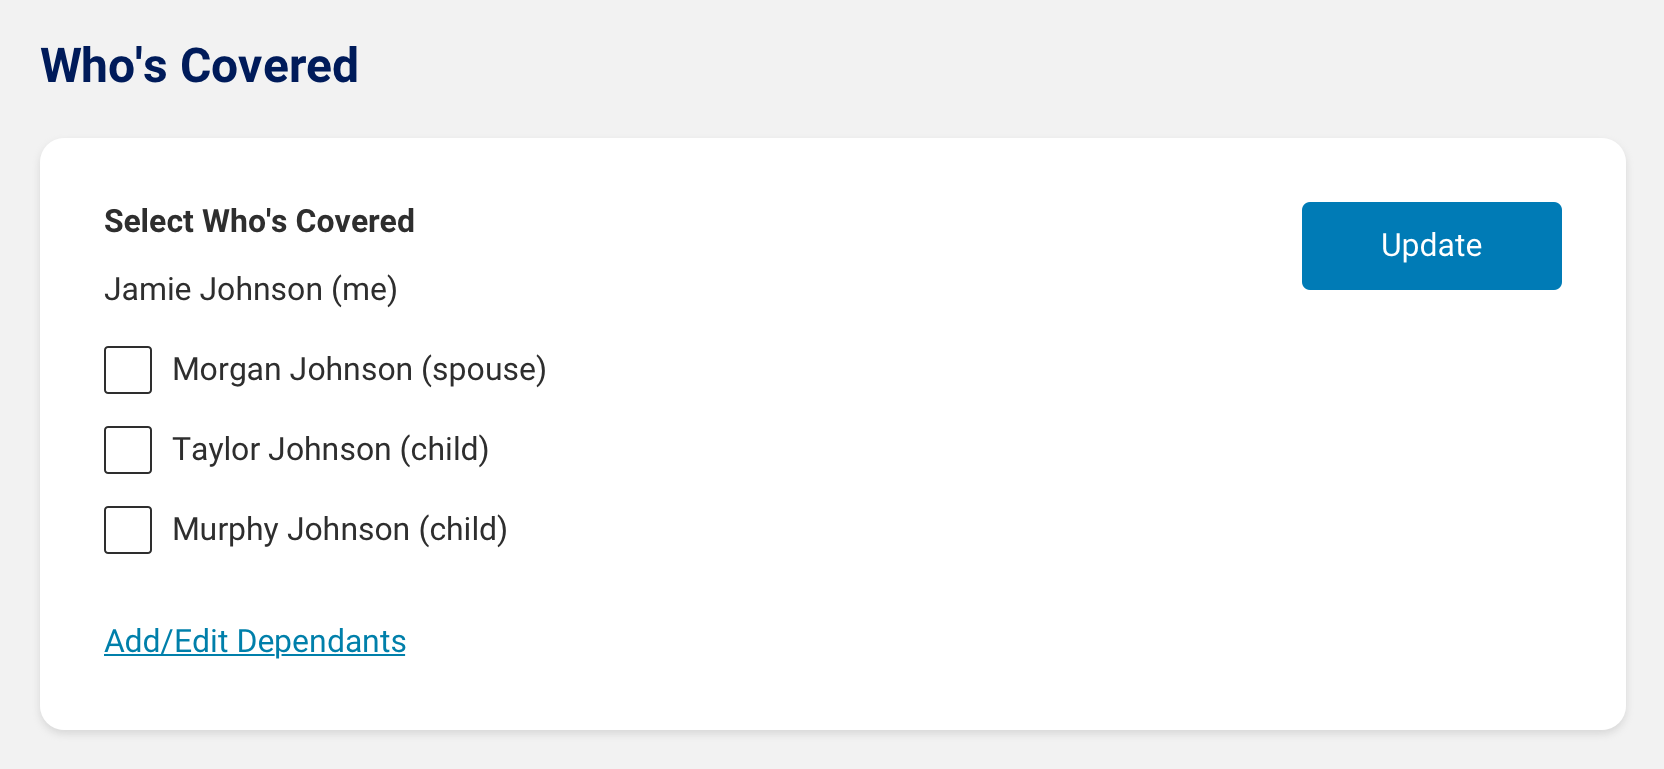 Who's Covered
Select Who's Covered
Update
Jamie Johnson (me)
Morgan Johnson (spouse)
Taylor Johnson (child)
Murphy Johnson (child)
Add/Edit Dependants